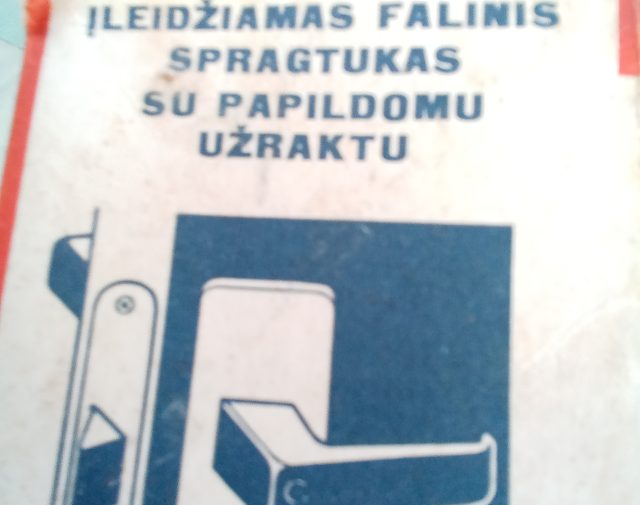 ĮLEIDŽIAMAS FALINIS
SPRAGTUKAS
SU PAPILDOMU
UŽRAKTU